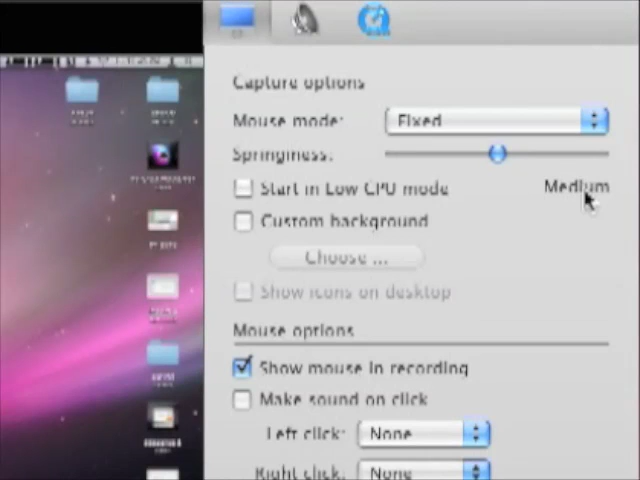 Capture options
Mouse mode: Fixed
Springiness:
Start in Low CPU mode Medium
Custom background
Choose ...
Show icons on desktop
Mouse options
Show mouse in recording
Make sound on click
Left click: None
Right click: None